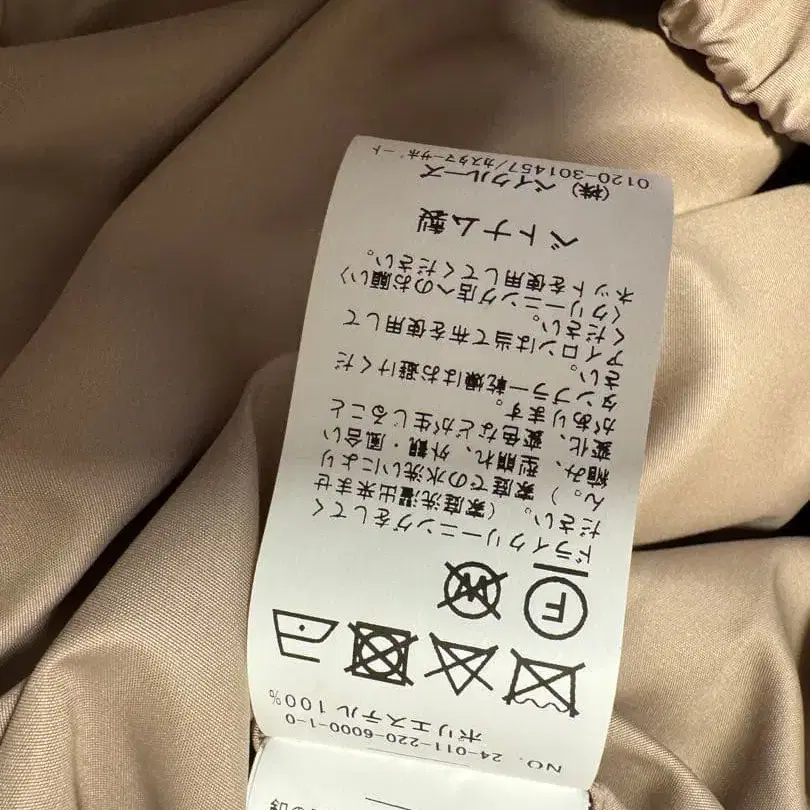 NO. 24-011-220-6000-1-0
ポリエステル 100%
F W
ドライクリーニングをしてく
ださい。(家庭洗濯出来ませ
ん。) 家庭での水洗いにより
縮み、型崩れ、外観・風合い
変化、変色などが生じること
があります。
タンブラー乾燥はお避けくだ
さい。
アイロンは当て布を使用して
ください。
〈クリーニング店へのお願い〉
ネットを使用してください。
ベトナム製
(株) ベイクルーズ
0120-301457/カスタマーサポート